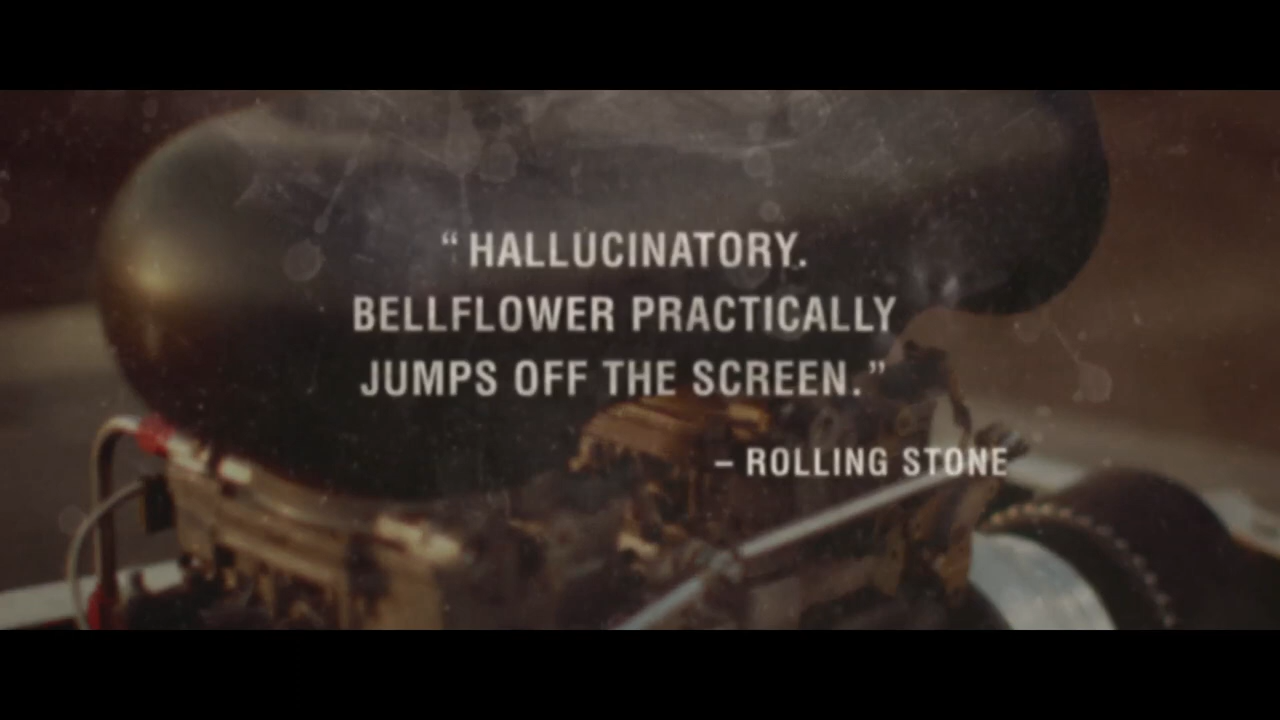 “ HALLUCINATORY.
BELLFLOWER PRACTICALLY
JUMPS OFF THE SCREEN.”
– ROLLING STONE